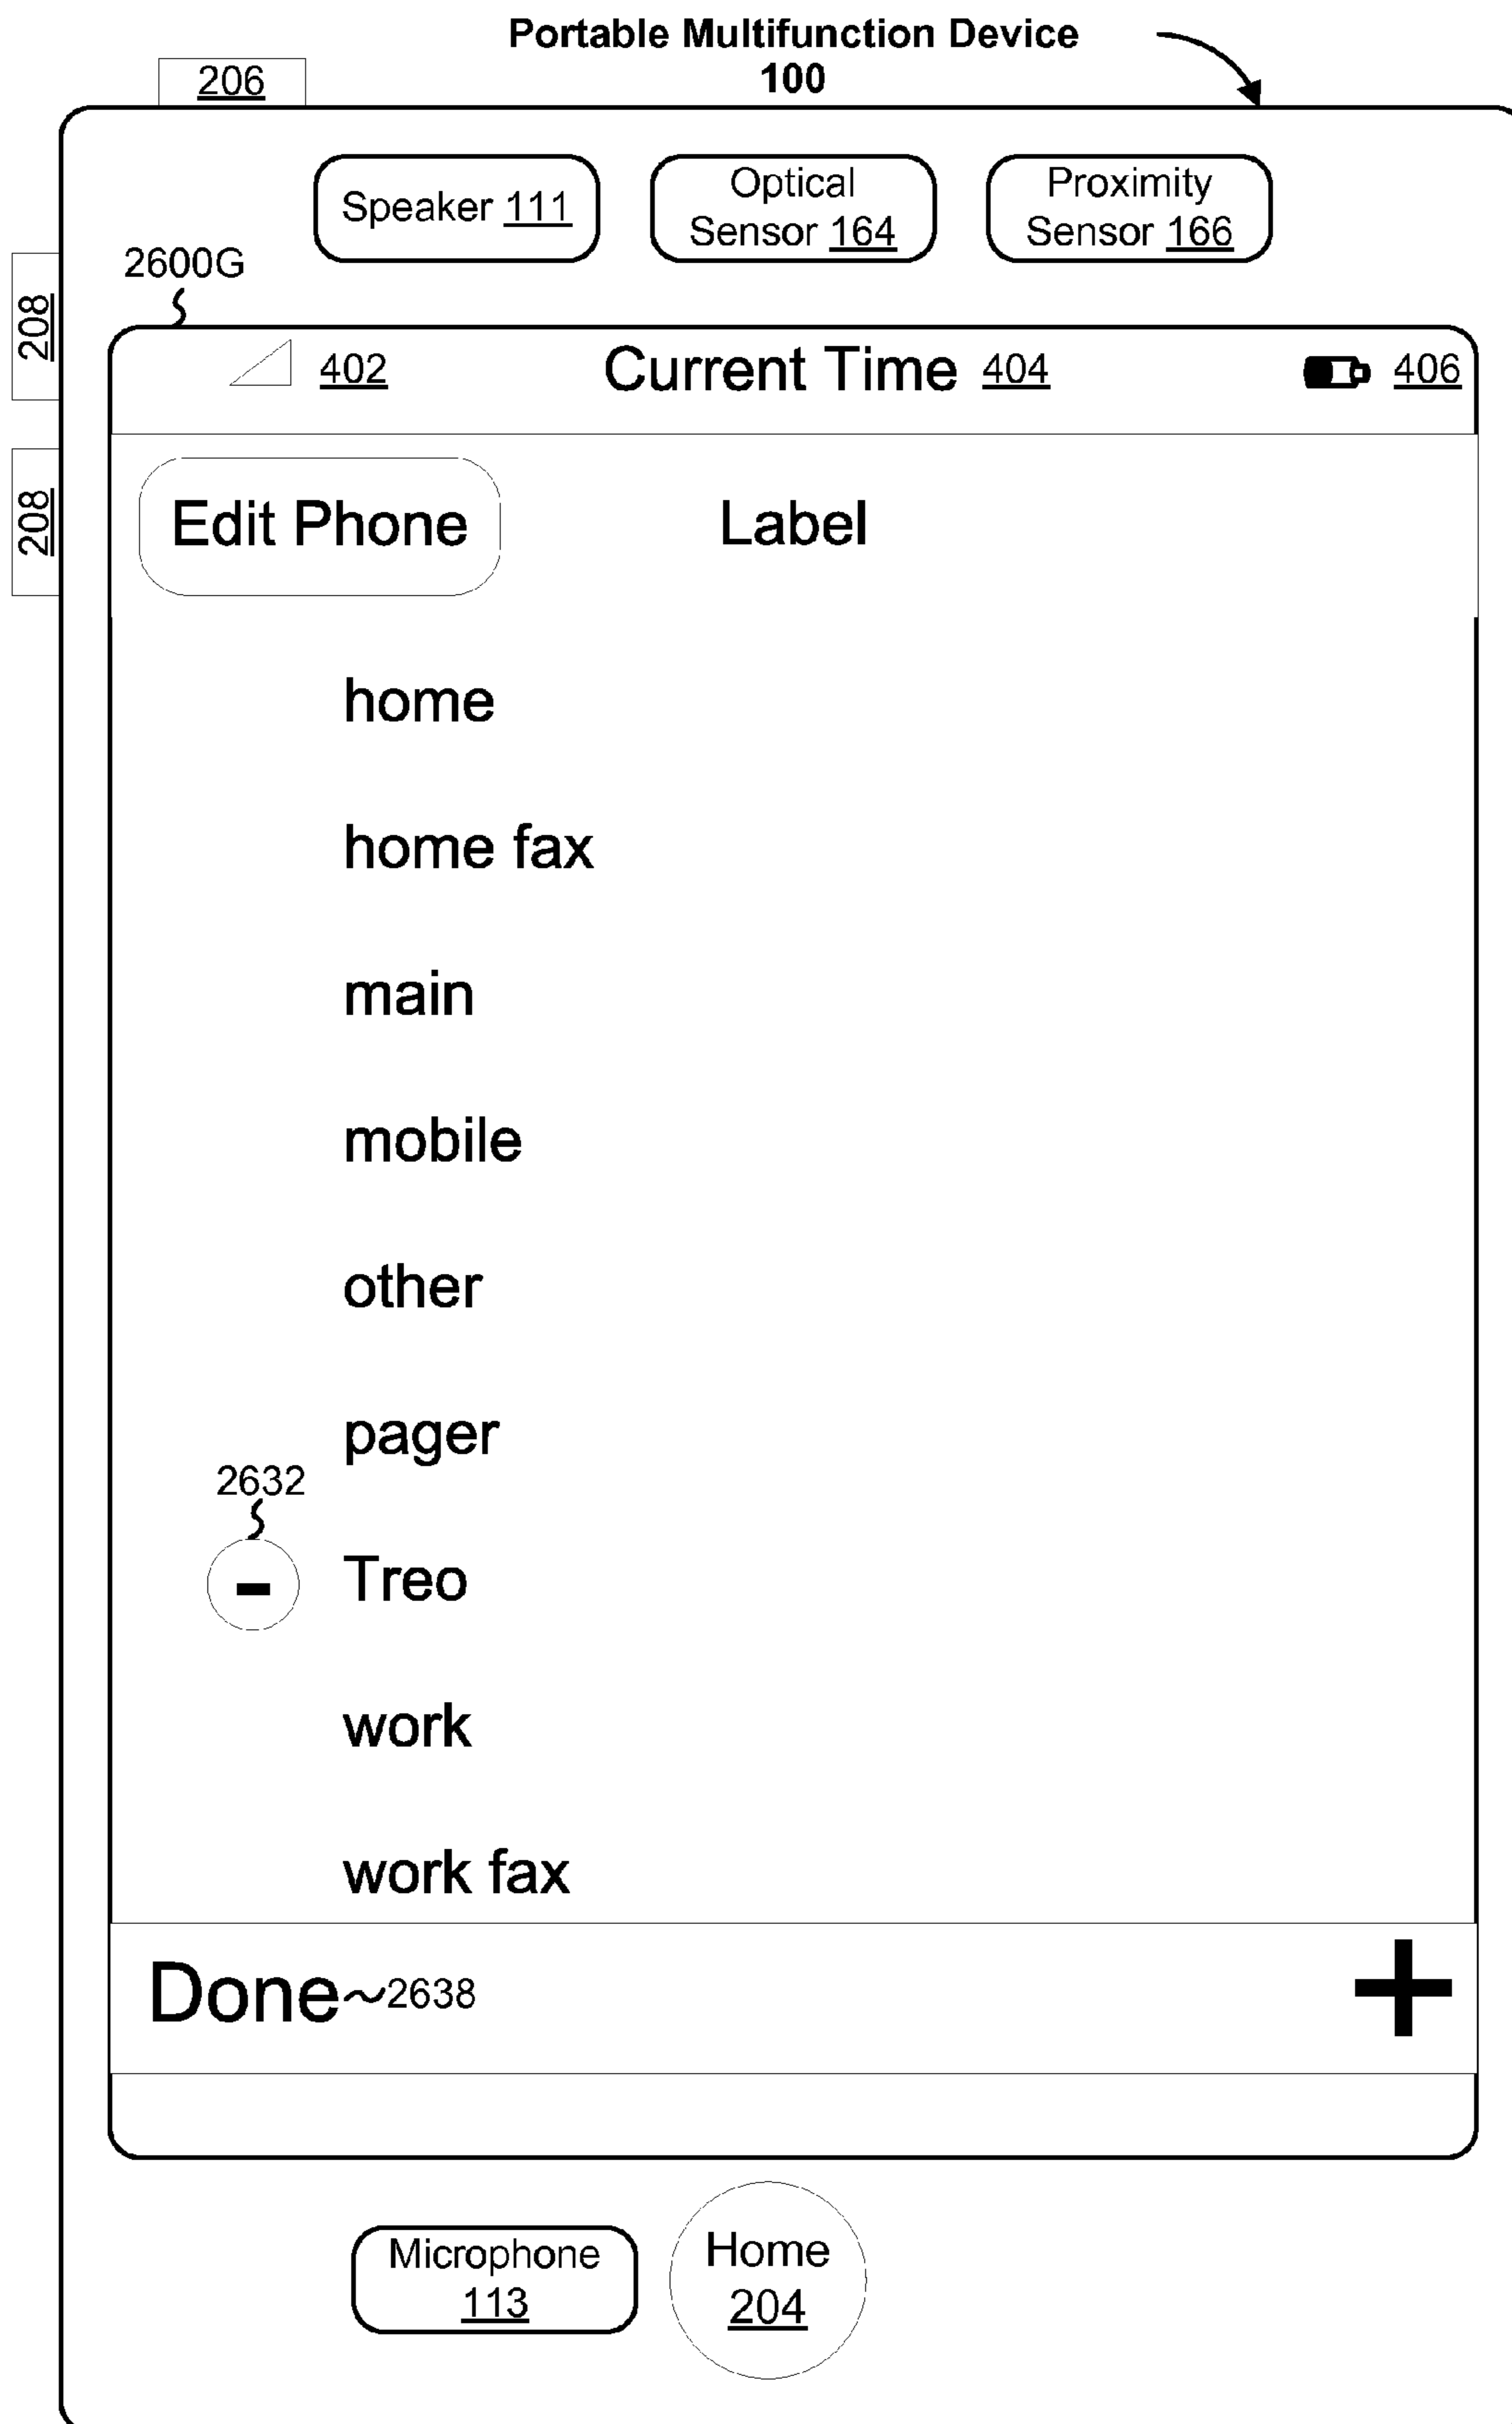 Portable Multifunction Device
100
206
Speaker 111
Optical
Sensor 164
Proximity
Sensor 166
2600G
208
208
402
Current Time 404
406
Edit Phone
Label
home
home fax
main
mobile
other
pager
2632
- Treo
work
work fax
Done~2638
+
Microphone
113
Home
204